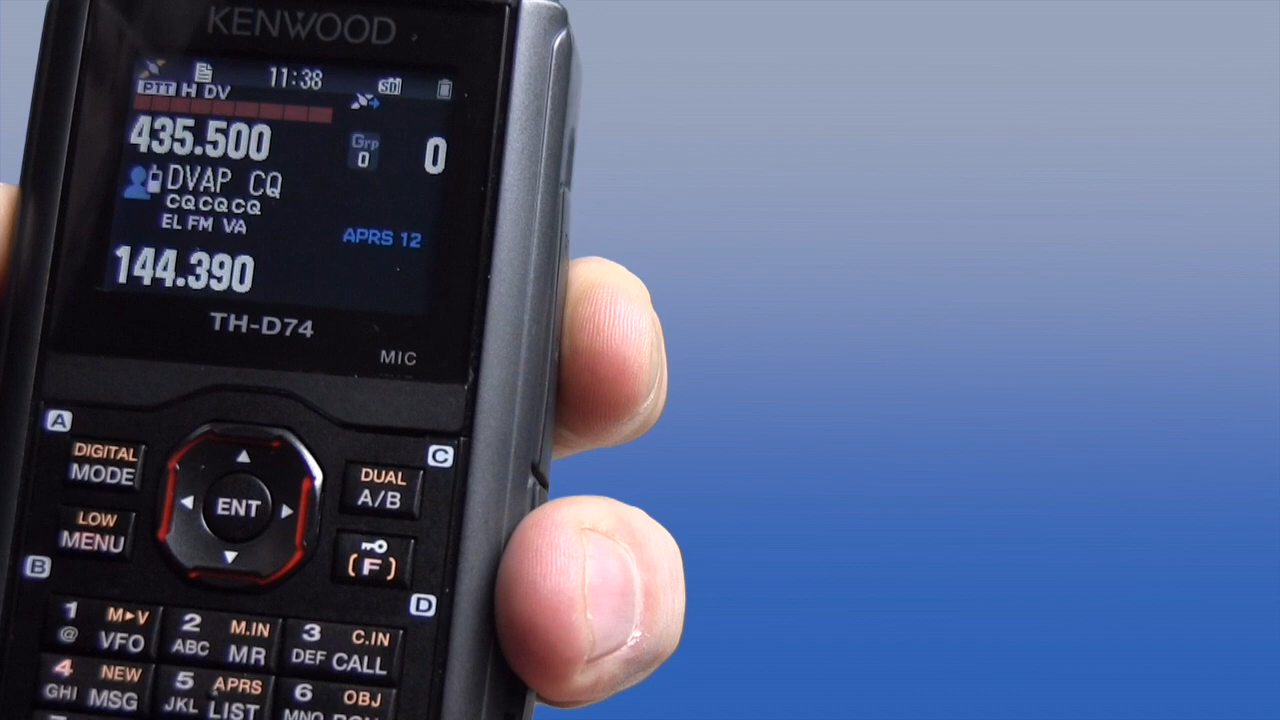 KENWOOD
11:38 SD
PTT H DV
435.500 Grp 0 0
DVAP CQ
CQCQCQ
EL FM VA
APRS 12
144.390
TH-D74
MIC
A
DIGITAL
MODE
C
DUAL
A/B
ENT
LOW
MENU
(F)
B
D
1 M►V
@ VFO
2 M.IN
ABC MR
3 C.IN
DEF CALL
4 NEW
GHI MSG
5 APRS
JKL LIST
6 OBJ
MNO